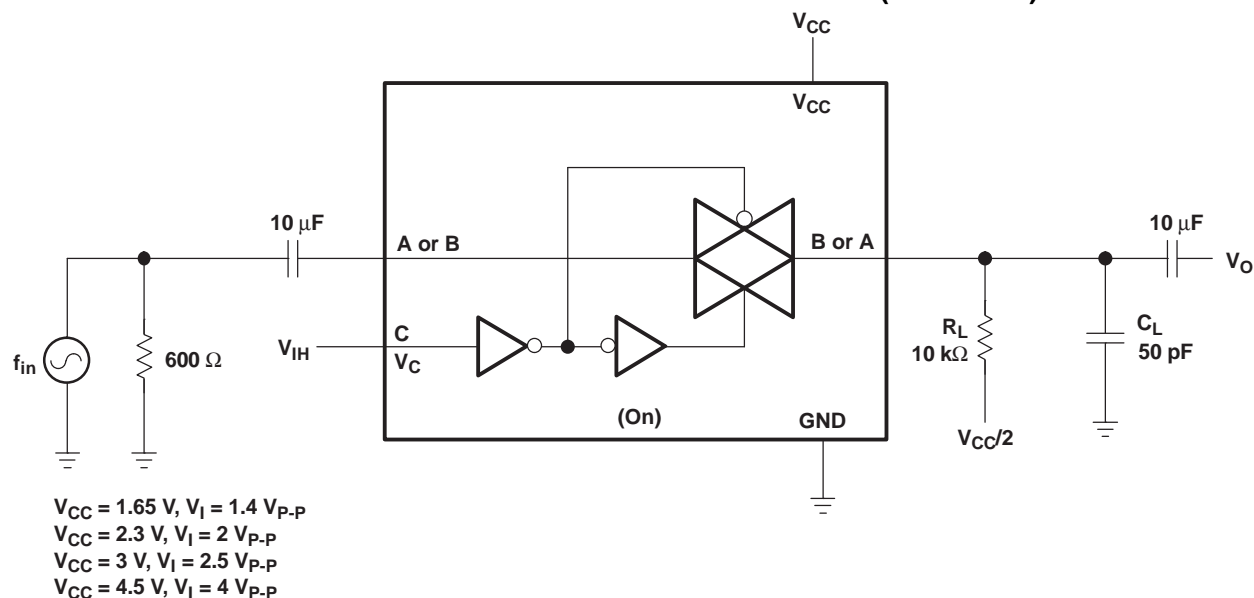 VCC
VCC
10 μF
A or B
B or A
10 μF
VO
fin
600 Ω
VIH
C
VC
RL
10 kΩ
CL
50 pF
(On)
GND
VCC/2
VCC = 1.65 V, VI = 1.4 VP-P
VCC = 2.3 V, VI = 2 VP-P
VCC = 3 V, VI = 2.5 VP-P
VCC = 4.5 V, VI = 4 VP-P